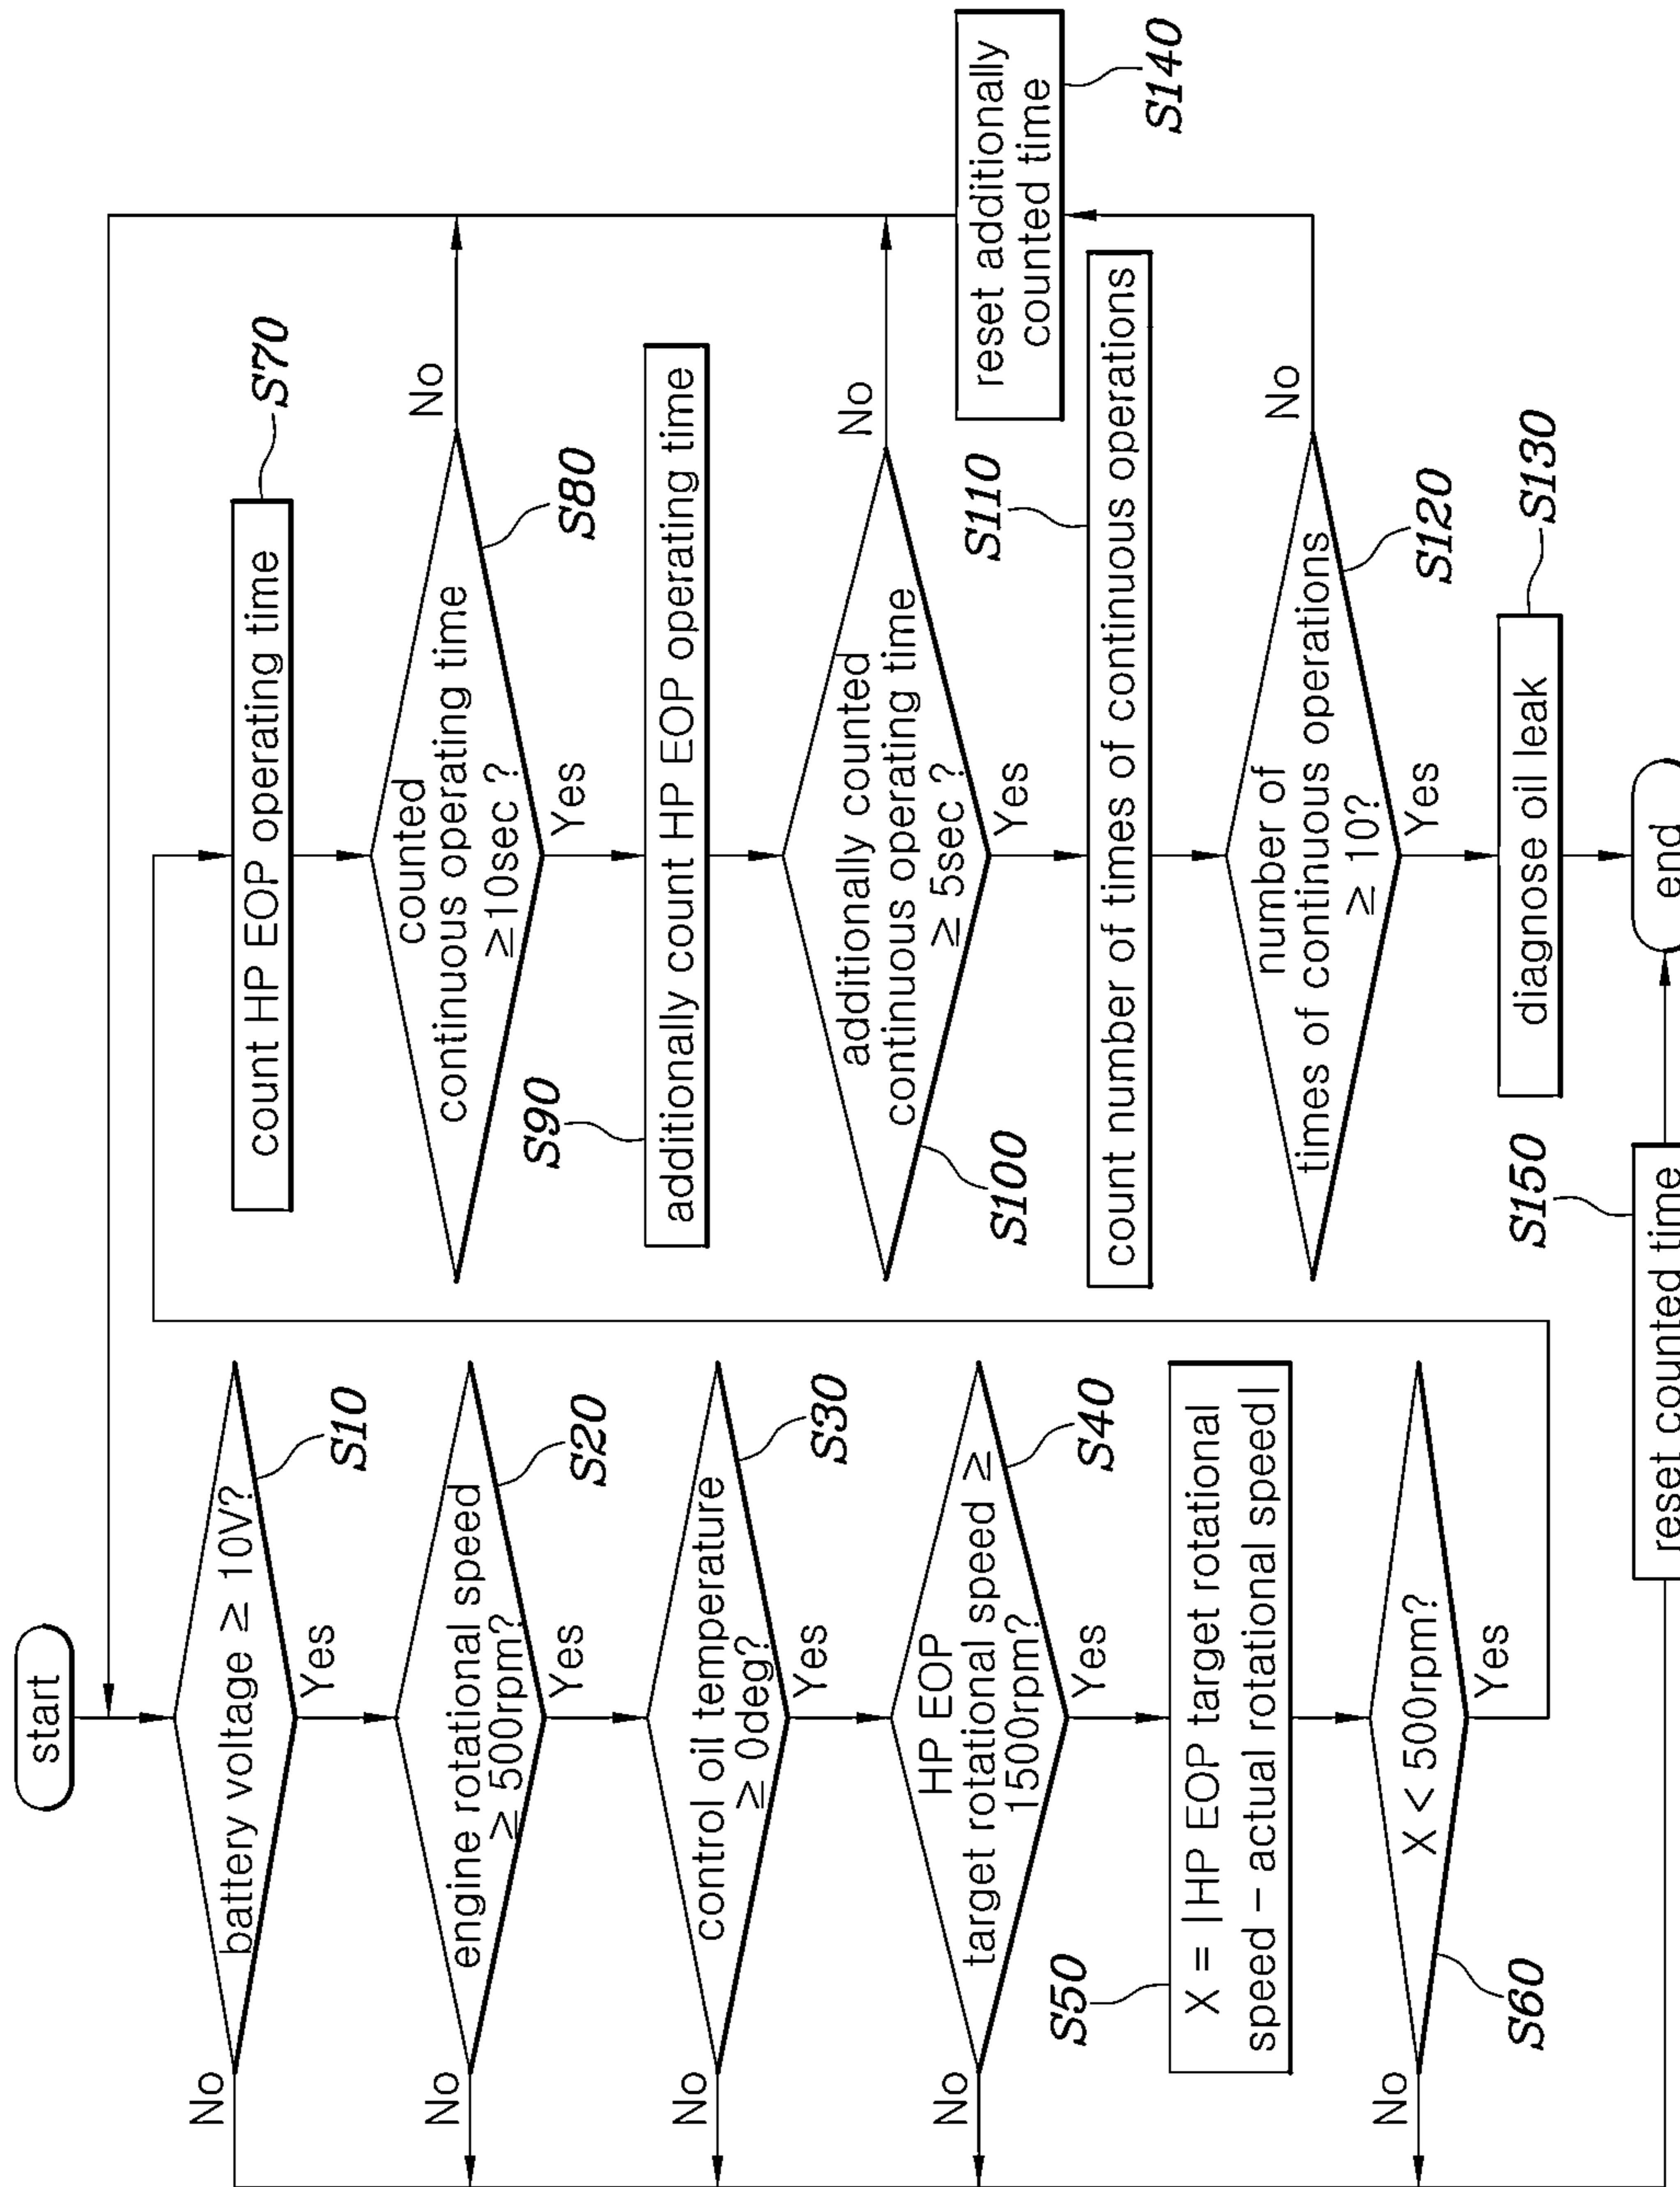 start
battery voltage ≥ 10V?
S10
No
Yes
engine rotational speed
≥ 500rpm?
S20
No
Yes
control oil temperature
≥ 0deg?
S30
No
Yes
HP EOP
target rotational speed ≥
1500rpm?
S40
No
Yes
S50
X = |HP EOP target rotational
speed – actual rotational speed|
X < 500rpm?
S60
No
Yes
count HP EOP operating time
S70
counted
continuous operating time
≥10sec ?
S80
No
Yes
S90
additionally count HP EOP operating time
additionally counted
continuous operating time
≥ 5sec ?
S100
No
Yes
S110
count number of times of continuous operations
number of
times of continuous operations
≥ 10?
S120
No
Yes
reset additionally
counted time
S140
diagnose oil leak
S130
S150
reset counted time
end